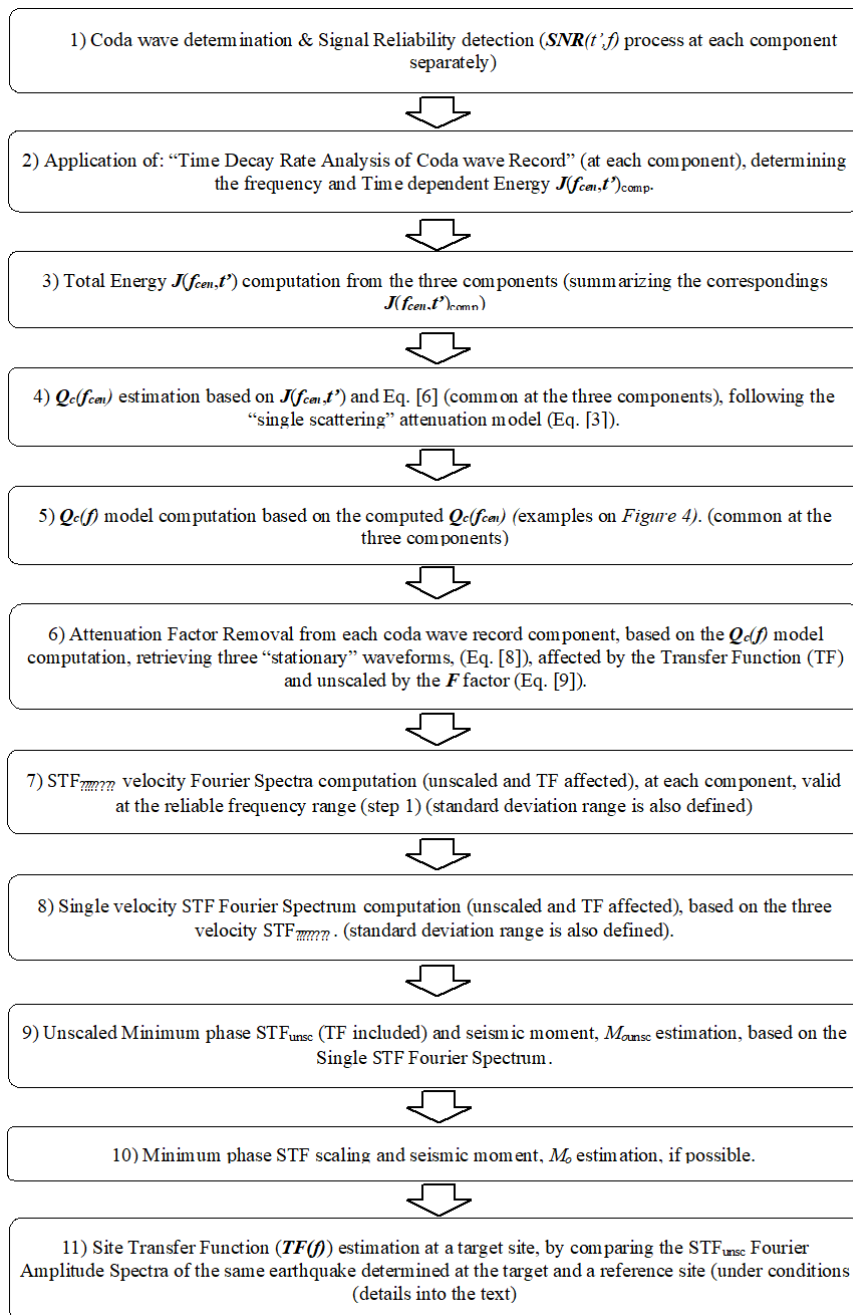 1) Coda wave determination & Signal Reliability detection (SNR(t',f) process at each component
separately)
2) Application of: “Time Decay Rate Analysis of Coda wave Record” (at each component), determining
the frequency and Time dependent Energy J(fcen,t’)comp.
3) Total Energy J(fcen,t’) computation from the three components (summarizing the correspondings
J(fcen,t’)comp)
4) Qc(fcen) estimation based on J(fcen,t’) and Eq. [6] (common at the three components), following the
“single scattering” attenuation model (Eq. [3]).
5) Qc(f) model computation based on the computed Qc(fcen) (examples on Figure 4). (common at the
three components)
6) Attenuation Factor Removal from each coda wave record component, based on the Qc(f) model
computation, retrieving three “stationary” waveforms, (Eq. [8]), affected by the Transfer Function (TF)
and unscaled by the F factor (Eq. [9]).
7) STF velocity Fourier Spectra computation (unscaled and TF affected), at each component, valid
at the reliable frequency range (step 1) (standard deviation range is also defined)
8) Single velocity STF Fourier Spectrum computation (unscaled and TF affected), based on the three
velocity STF . (standard deviation range is also defined).
9) Unscaled Minimum phase STFunsc (TF included) and seismic moment, Mounsc estimation, based on the
Single STF Fourier Spectrum.
10) Minimum phase STF scaling and seismic moment, Mo estimation, if possible.
11) Site Transfer Function (TF(f)) estimation at a target site, by comparing the STFunsc Fourier
Amplitude Spectra of the same earthquake determined at the target and a reference site (under conditions
(details into the text)